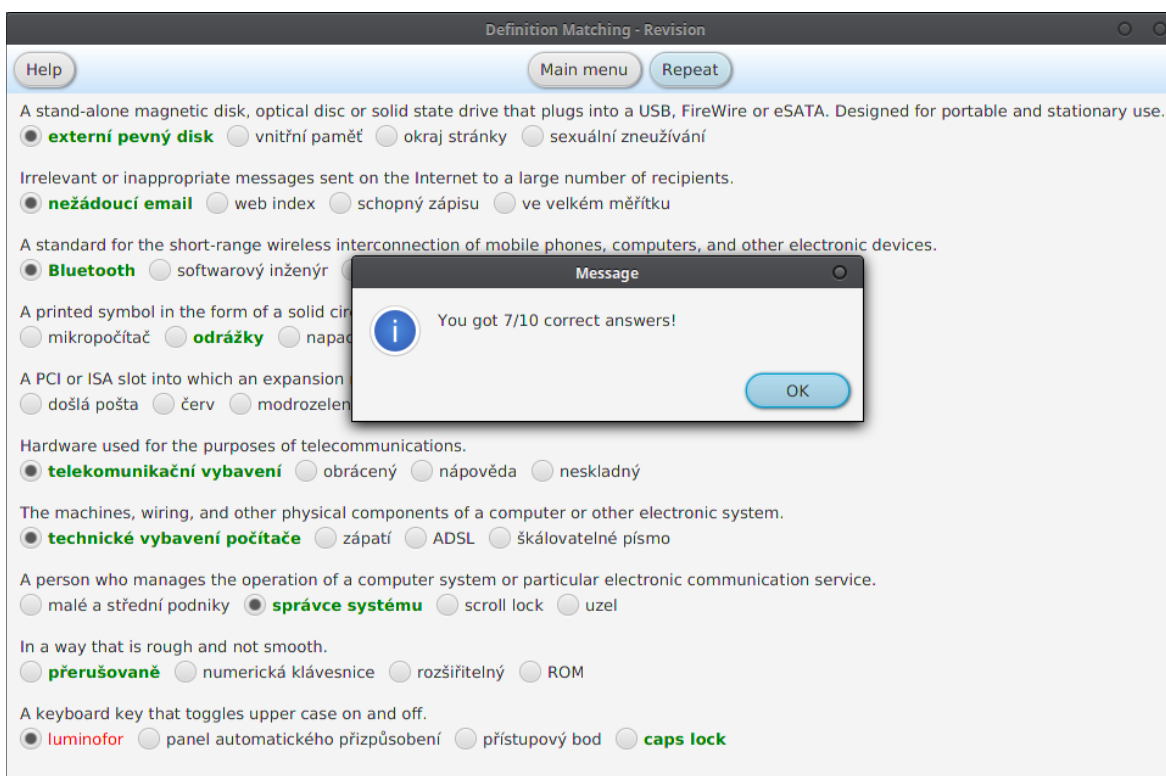 Definition Matching - Revision
Help Main menu Repeat
A stand-alone magnetic disk, optical disc or solid state drive that plugs into a USB, FireWire or eSATA. Designed for portable and stationary use.
externí pevný disk vnitřní paměť okraj stránky sexuální zneužívání
Irrelevant or inappropriate messages sent on the Internet to a large number of recipients.
nežádoucí email web index schopný zápisu ve velkém měřítku
A standard for the short-range wireless interconnection of mobile phones, computers, and other electronic devices.
Bluetooth softwarový inženýr
Message
A printed symbol in the form of a solid
You got 7/10 correct answers!
mikropočítač odrážky
A PCI or ISA slot into which an expansion
OK
došlá pošta červ
Hardware used for the purposes of telecommunications.
telekomunikační vybavení obrácený nápověda neskladný
The machines, wiring, and other physical components of a computer or other electronic system.
technické vybavení počítače zápatí ADSL škálovatelné písmo
A person who manages the operation of a computer system or particular electronic communication service.
malé a střední podniky správce systému scroll lock uzel
In a way that is rough and not smooth.
přerušovaně numerická klávesnice rozšiřitelný ROM
A keyboard key that toggles upper case on and off.
luminofor panel automatického přizpůsobení přístupový bod caps lock